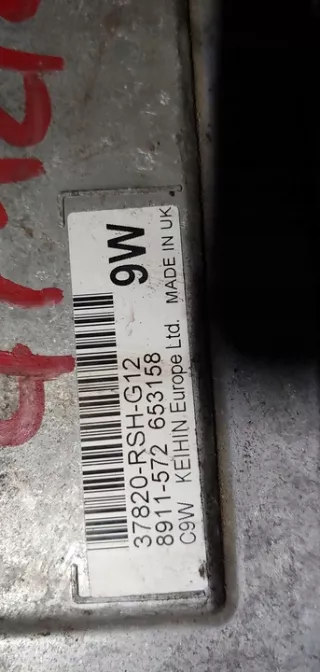 9W
37820-RSH-G12
8911-572 653158
C9W KEIHIN Europe Ltd. MADE IN UK